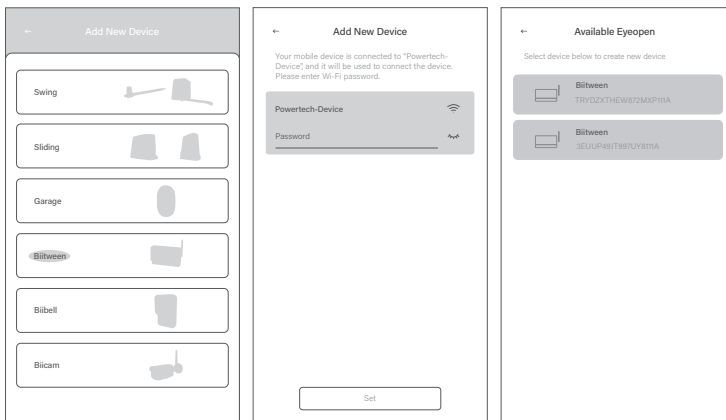 Add New Device
Swing
Sliding
Garage
Biitween
Biibell
Biicam
Add New Device
Your mobile device is connected to "Powertech-
Device", and it will be used to connect the device.
Please enter Wi-Fi password.
Powertech-Device
Password
Set
Available Eyeopen
Select device below to create new device
Biitween
TRYDZXTHEW872MXP111A
Biitween
3EUUP49JT897UY8111A